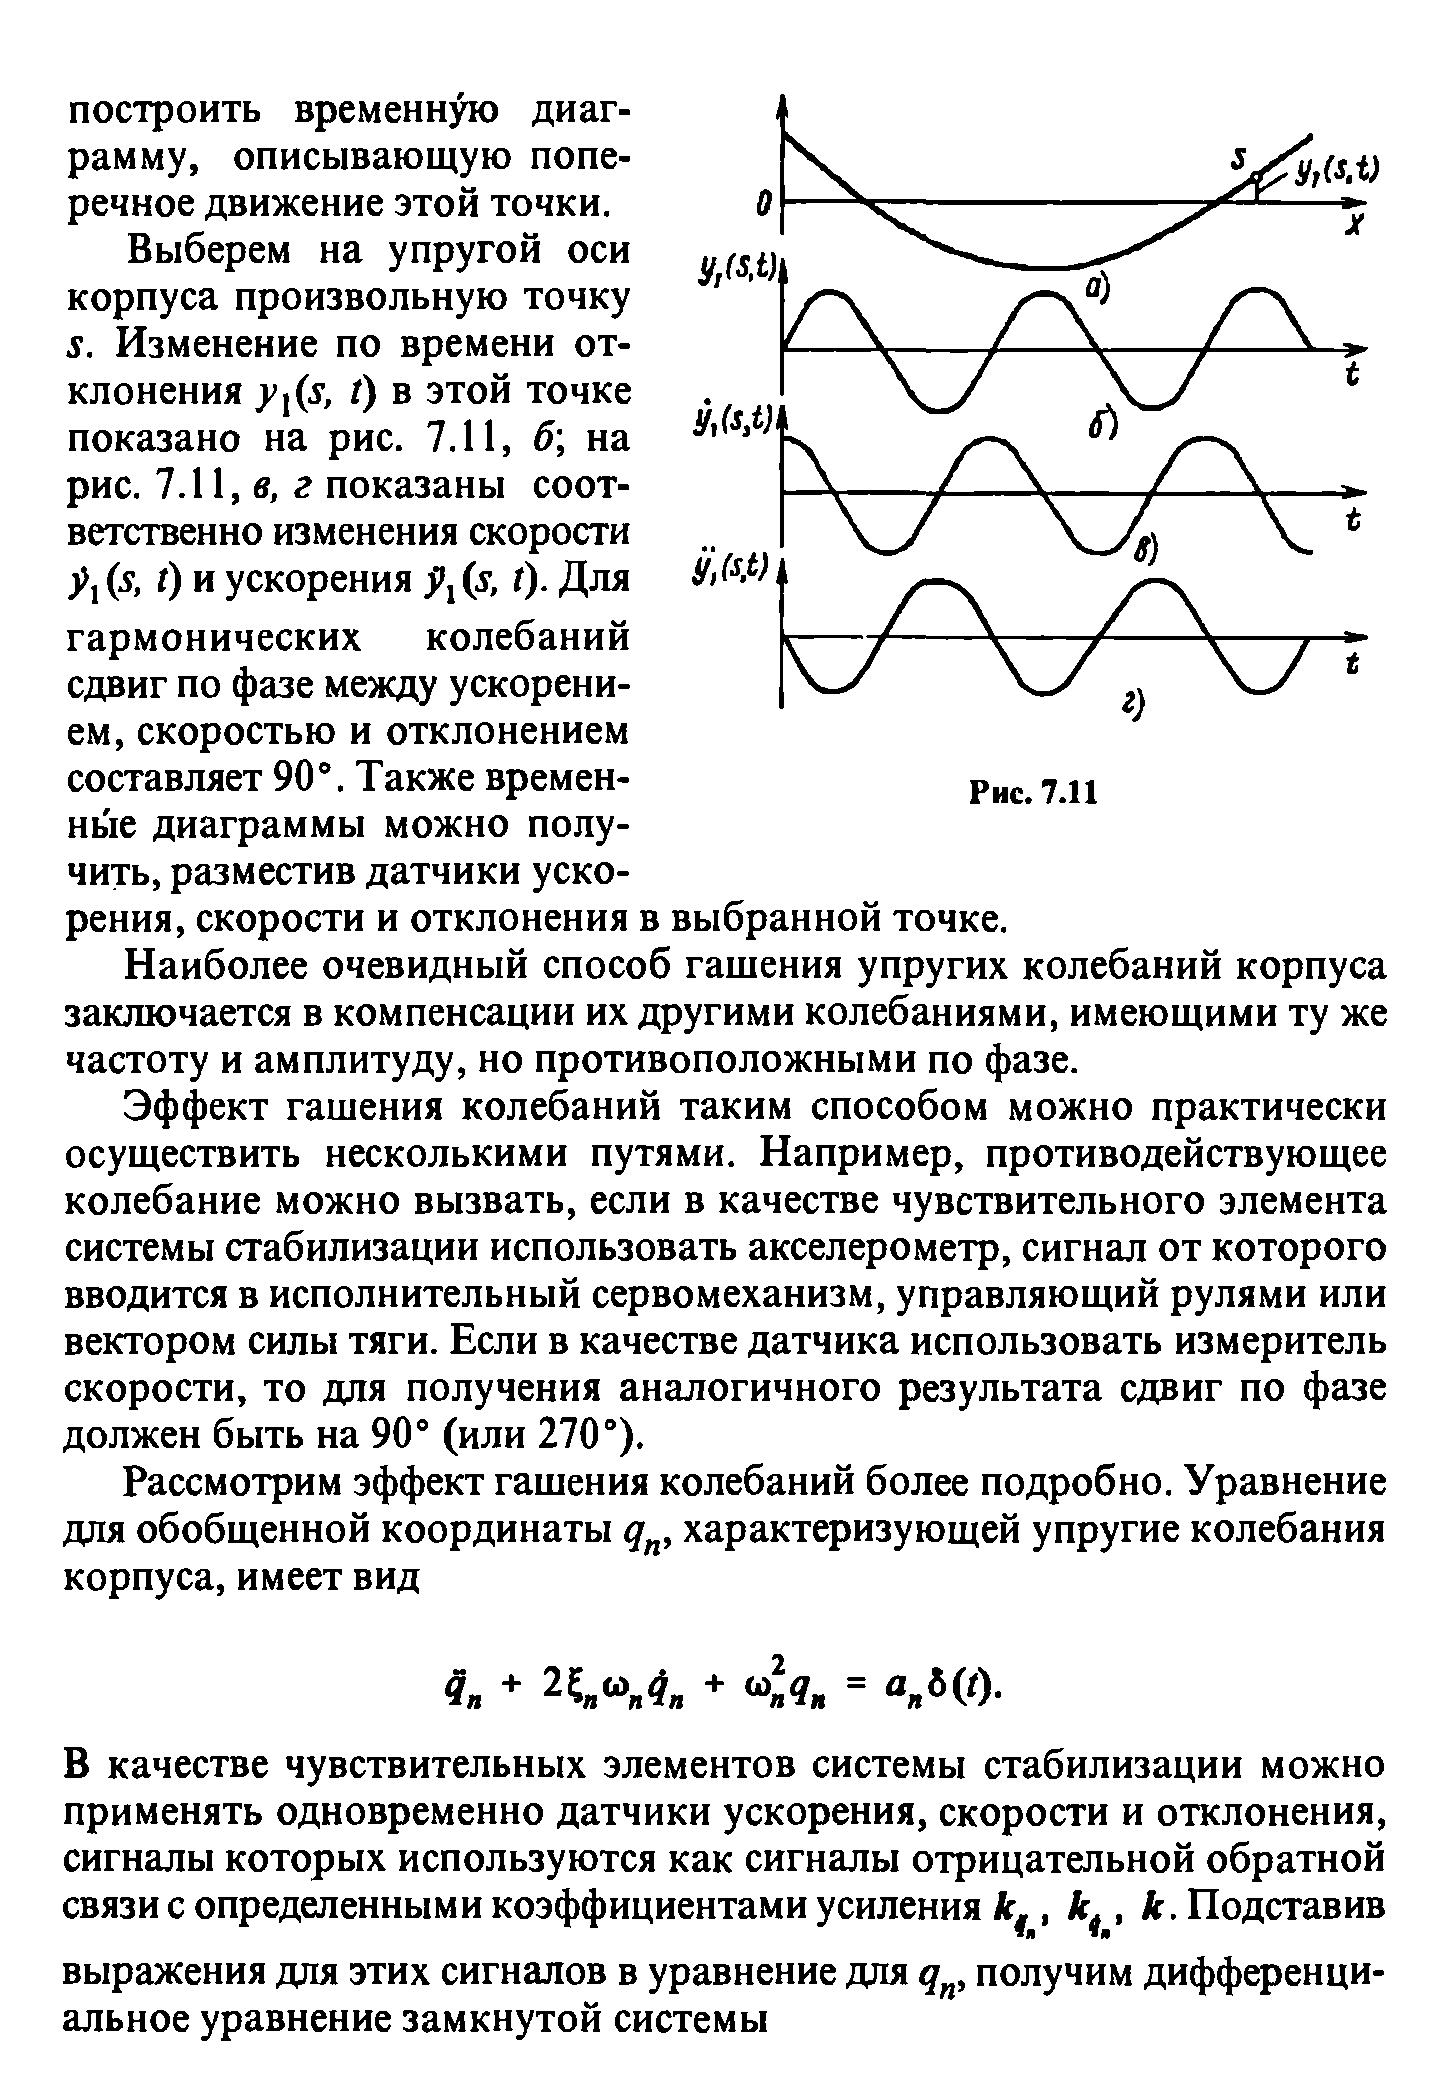 построить временну́ю диаг-
рамму, описывающую попе-
речное движение этой точки.
Выберем на упругой оси
корпуса произвольную точку
s. Изменение по времени от-
клонения y₁(s, t) в этой точке
показано на рис. 7.11, б; на
рис. 7.11, в, г показаны соот-
ветственно изменения скорости
ẏ₁(s, t) и ускорения ÿ₁(s, t). Для
гармонических колебаний
сдвиг по фазе между ускорени-
ем, скоростью и отклонением
составляет 90°. Также времен-
ны́е диаграммы можно полу-
чить, разместив датчики уско-
рения, скорости и отклонения в выбранной точке.
s
y₁(s,t)
0
x
а)
y₁(s,t)
t
б)
ẏ₁(s,t)
t
в)
ÿ₁(s,t)
t
г)
Рис. 7.11
Наиболее очевидный способ гашения упругих колебаний корпуса
заключается в компенсации их другими колебаниями, имеющими ту же
частоту и амплитуду, но противоположными по фазе.
Эффект гашения колебаний таким способом можно практически
осуществить несколькими путями. Например, противодействующее
колебание можно вызвать, если в качестве чувствительного элемента
системы стабилизации использовать акселерометр, сигнал от которого
вводится в исполнительный сервомеханизм, управляющий рулями или
вектором силы тяги. Если в качестве датчика использовать измеритель
скорости, то для получения аналогичного результата сдвиг по фазе
должен быть на 90° (или 270°).
Рассмотрим эффект гашения колебаний более подробно. Уравнение
для обобщенной координаты qₙ, характеризующей упругие колебания
корпуса, имеет вид
q̈ₙ + 2ξₙωₙq̇ₙ + ωₙ²qₙ = aₙδ(t).
В качестве чувствительных элементов системы стабилизации можно
применять одновременно датчики ускорения, скорости и отклонения,
сигналы которых используются как сигналы отрицательной обратной
связи с определенными коэффициентами усиления k, k, k. Подставив
выражения для этих сигналов в уравнение для qₙ, получим дифференци-
альное уравнение замкнутой системы